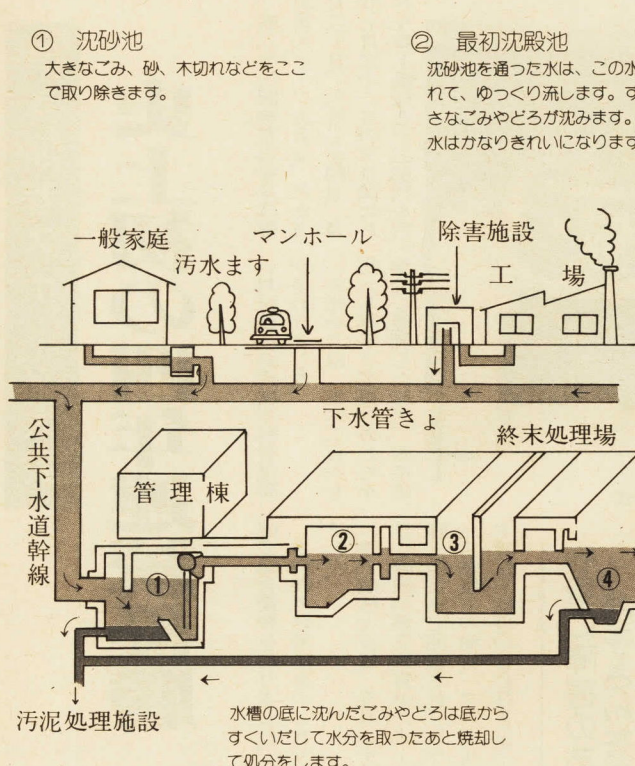 ① 沈砂池
大きなごみ、砂、木切れなどをここ
で取り除きます。
② 最初沈殿池
沈砂池を通った水は、この水
れて、ゆっくり流します。す
さなごみやどろが沈みます。
水はかなりきれいになります
一般家庭
汚水ます
マンホール
除害施設
工場
下水管きょ
終末処理場
公共下水道幹線
管理棟
①
②
③
④
汚泥処理施設
水槽の底に沈んだごみやどろは底から
すくいだして水分を取ったあと焼却し
て処分をします。